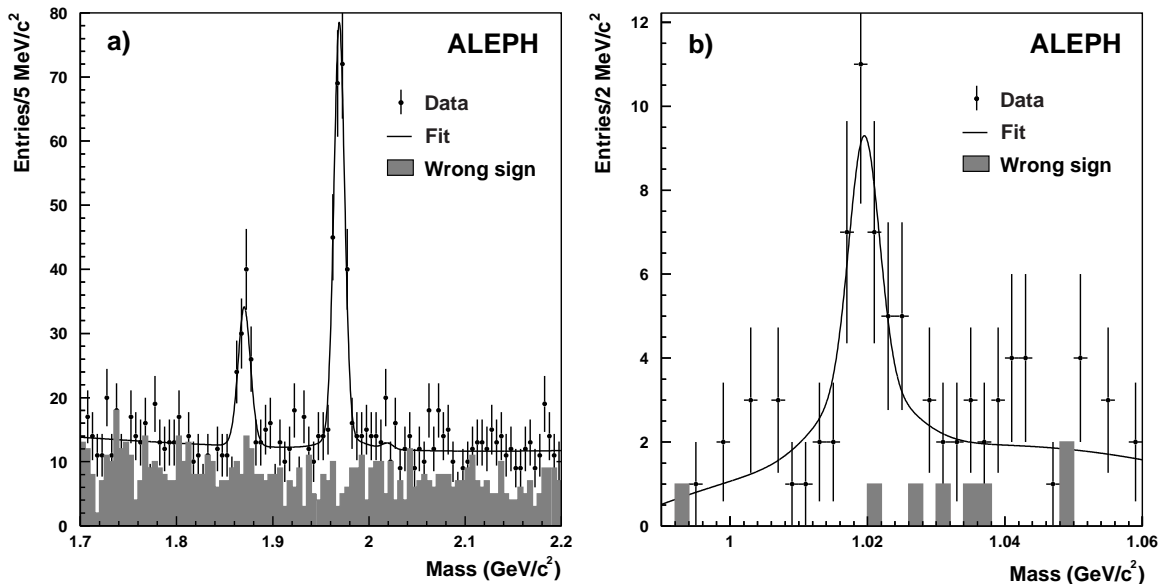 a)
ALEPH
Entries/5 MeV/c²
Data
Fit
Wrong sign
80
70
60
50
40
30
20
10
0
1.7 1.8 1.9 2 2.1 2.2
Mass (GeV/c²)
b)
ALEPH
Entries/2 MeV/c²
Data
Fit
Wrong sign
12
10
8
6
4
2
0
1 1.02 1.04 1.06
Mass (GeV/c²)